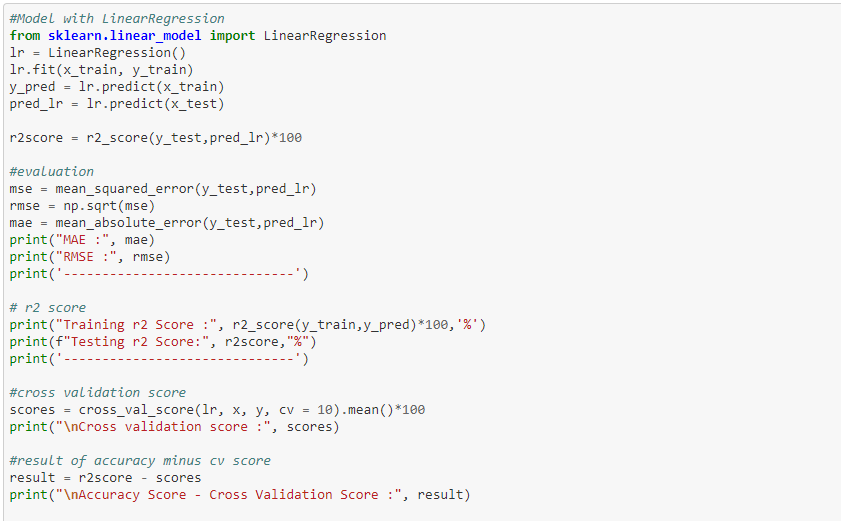 #Model with LinearRegression
from sklearn.linear_model import LinearRegression
lr = LinearRegression()
lr.fit(x_train, y_train)
y_pred = lr.predict(x_train)
pred_lr = lr.predict(x_test)
r2score = r2_score(y_test,pred_lr)*100
#evaluation
mse = mean_squared_error(y_test,pred_lr)
rmse = np.sqrt(mse)
mae = mean_absolute_error(y_test,pred_lr)
print("MAE :", mae)
print("RMSE :", rmse)
print('------------------------------')
# r2 score
print("Training r2 Score :", r2_score(y_train,y_pred)*100,'%')
print(f"Testing r2 Score:", r2score,"%")
print('------------------------------')
#cross validation score
scores = cross_val_score(lr, x, y, cv = 10).mean()*100
print("\nCross validation score :", scores)
#result of accuracy minus cv score
result = r2score - scores
print("\nAccuracy Score - Cross Validation Score :", result)